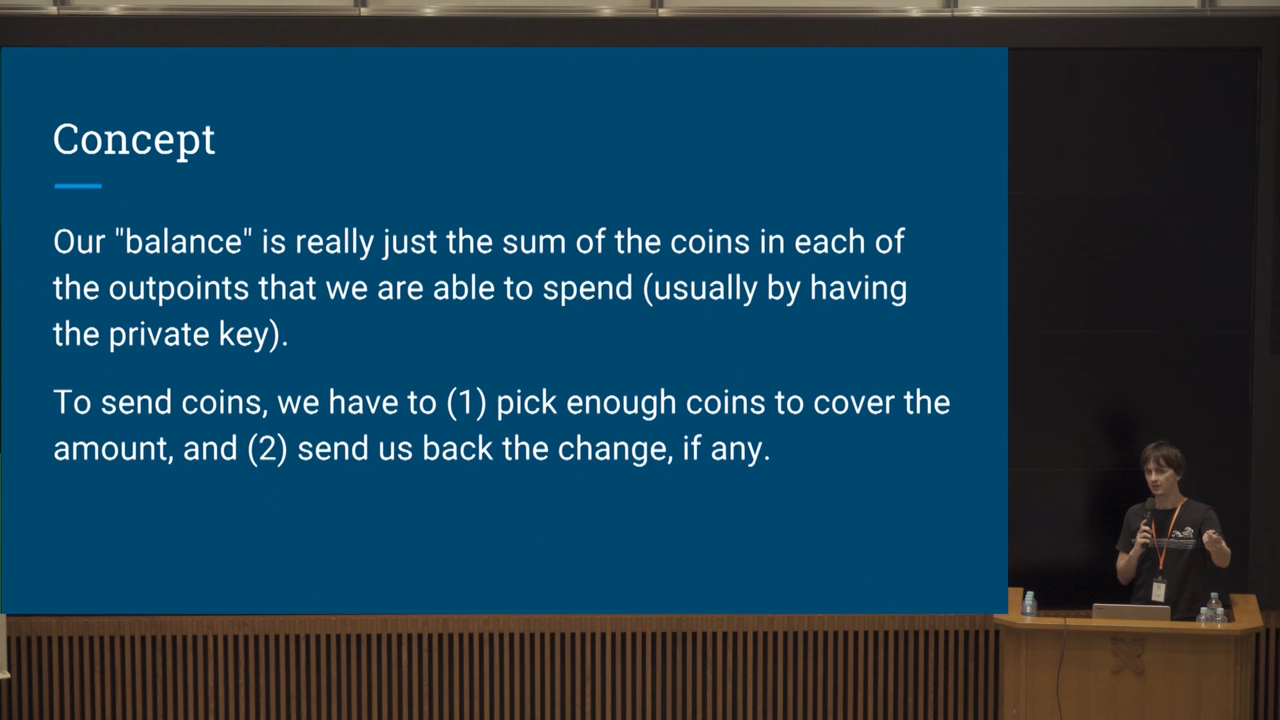 Concept
Our "balance" is really just the sum of the coins in each of
the outpoints that we are able to spend (usually by having
the private key).
To send coins, we have to (1) pick enough coins to cover the
amount, and (2) send us back the change, if any.